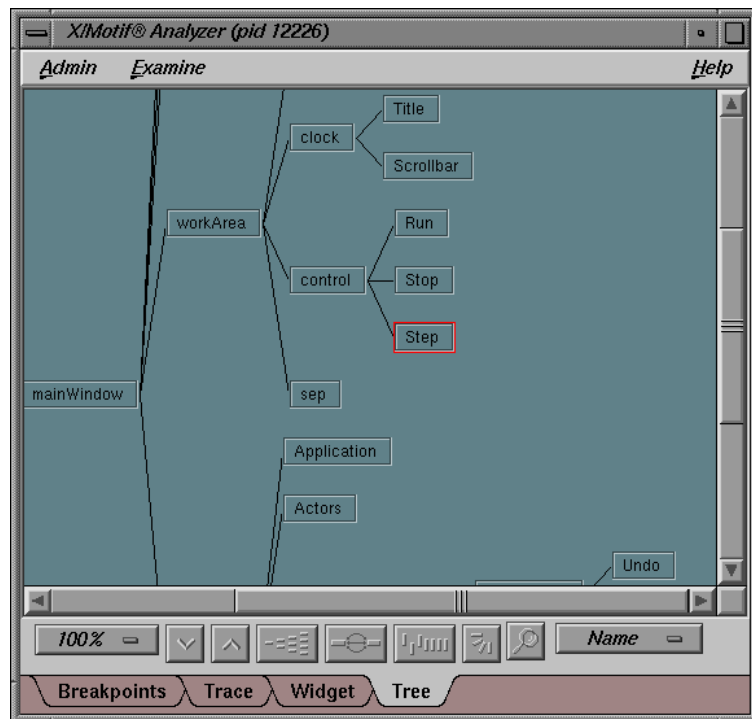 X/Motif® Analyzer (pid 12226)
Admin Examine Help
Title
clock
Scrollbar
workArea Run
control Stop
Step
mainWindow sep
Application
Actors
Undo
100% Name
Breakpoints Trace Widget Tree